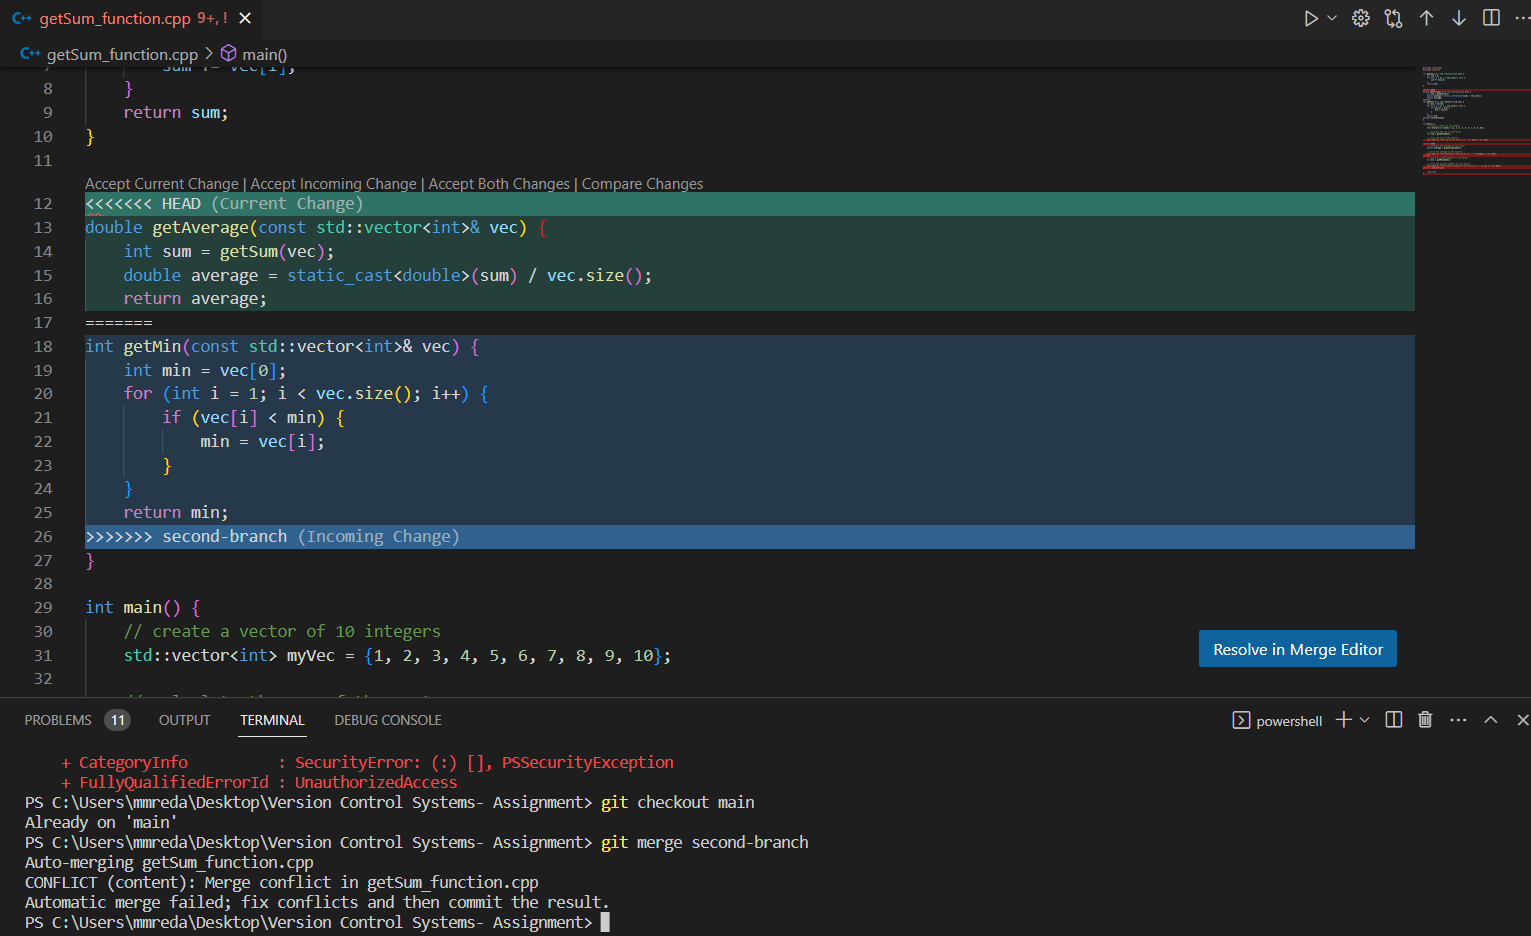 getSum_function.cpp 9+, !
getSum_function.cpp > main()
8 }
9 return sum;
10 }
11
Accept Current Change | Accept Incoming Change | Accept Both Changes | Compare Changes
12 <<<<<<< HEAD (Current Change)
13 double getAverage(const std::vector<int>& vec) {
14 int sum = getSum(vec);
15 double average = static_cast<double>(sum) / vec.size();
16 return average;
17 =======
18 int getMin(const std::vector<int>& vec) {
19 int min = vec[0];
20 for (int i = 1; i < vec.size(); i++) {
21 if (vec[i] < min) {
22 min = vec[i];
23 }
24 }
25 return min;
26 >>>>>>> second-branch (Incoming Change)
27 }
28
29 int main() {
30 // create a vector of 10 integers
31 std::vector<int> myVec = {1, 2, 3, 4, 5, 6, 7, 8, 9, 10};
32
Resolve in Merge Editor
PROBLEMS 11 OUTPUT TERMINAL DEBUG CONSOLE powershell
+ CategoryInfo : SecurityError: (:) [], PSSecurityException
+ FullyQualifiedErrorId : UnauthorizedAccess
PS C:\Users\mmreda\Desktop\Version Control Systems- Assignment> git checkout main
Already on 'main'
PS C:\Users\mmreda\Desktop\Version Control Systems- Assignment> git merge second-branch
Auto-merging getSum_function.cpp
CONFLICT (content): Merge conflict in getSum_function.cpp
Automatic merge failed; fix conflicts and then commit the result.
PS C:\Users\mmreda\Desktop\Version Control Systems- Assignment>